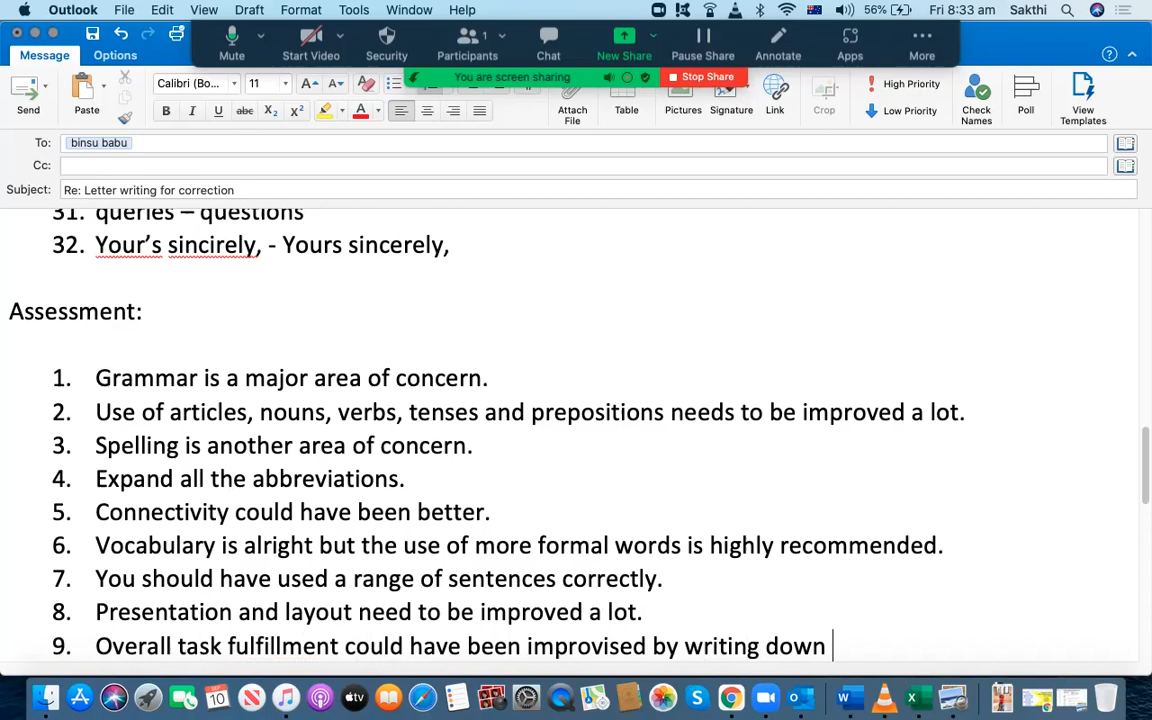 Outlook File Edit View Draft Format Tools Window Help 56% Fri 8:33 am Sakthi
Message Options
Mute Start Video Security Participants 1 Chat New Share Pause Share Annotate Apps More
You are screen sharing Stop Share
Send Paste Calibri (Bo... 11 Attach File Table Pictures Signature Link Crop High Priority Low Priority Check Names Poll View Templates
To: binsu babu
Cc:
Subject: Re: Letter writing for correction
31. queries – questions
32. Your’s sincirely, - Yours sincerely,
Assessment:
1. Grammar is a major area of concern.
2. Use of articles, nouns, verbs, tenses and prepositions needs to be improved a lot.
3. Spelling is another area of concern.
4. Expand all the abbreviations.
5. Connectivity could have been better.
6. Vocabulary is alright but the use of more formal words is highly recommended.
7. You should have used a range of sentences correctly.
8. Presentation and layout need to be improved a lot.
9. Overall task fulfillment could have been improvised by writing down